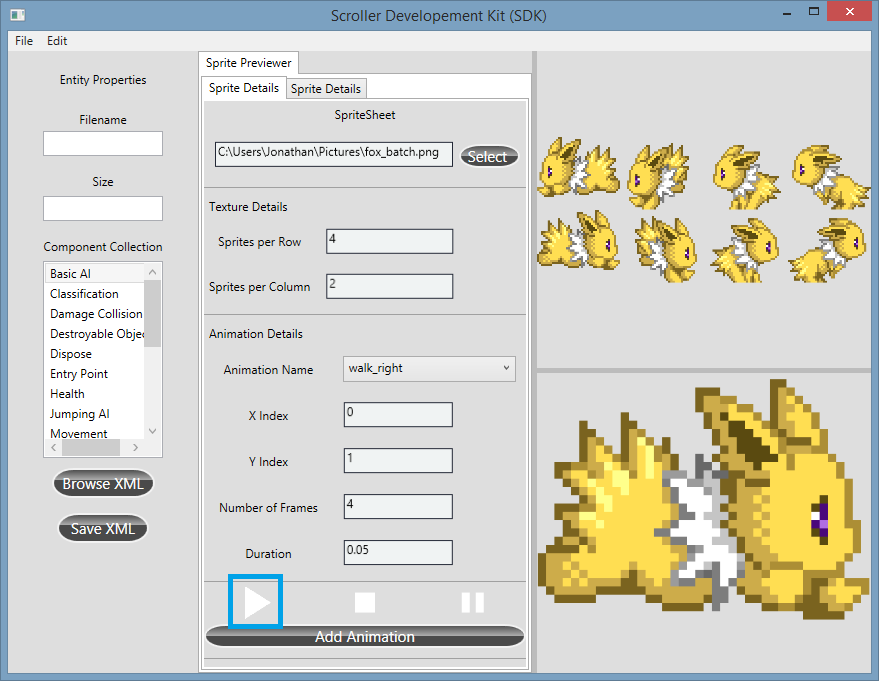 Scroller Developement Kit (SDK)
File Edit
Entity Properties
Filename
Size
Component Collection
Basic AI
Classification
Damage Collision
Destroyable Objec
Dispose
Entry Point
Health
Jumping AI
Movement
Browse XML
Save XML
Sprite Previewer
Sprite Details Sprite Details
SpriteSheet
C:\Users\Jonathan\Pictures\fox_batch.png Select
Texture Details
Sprites per Row 4
Sprites per Column 2
Animation Details
Animation Name walk_right
X Index 0
Y Index 1
Number of Frames 4
Duration 0.05
Add Animation